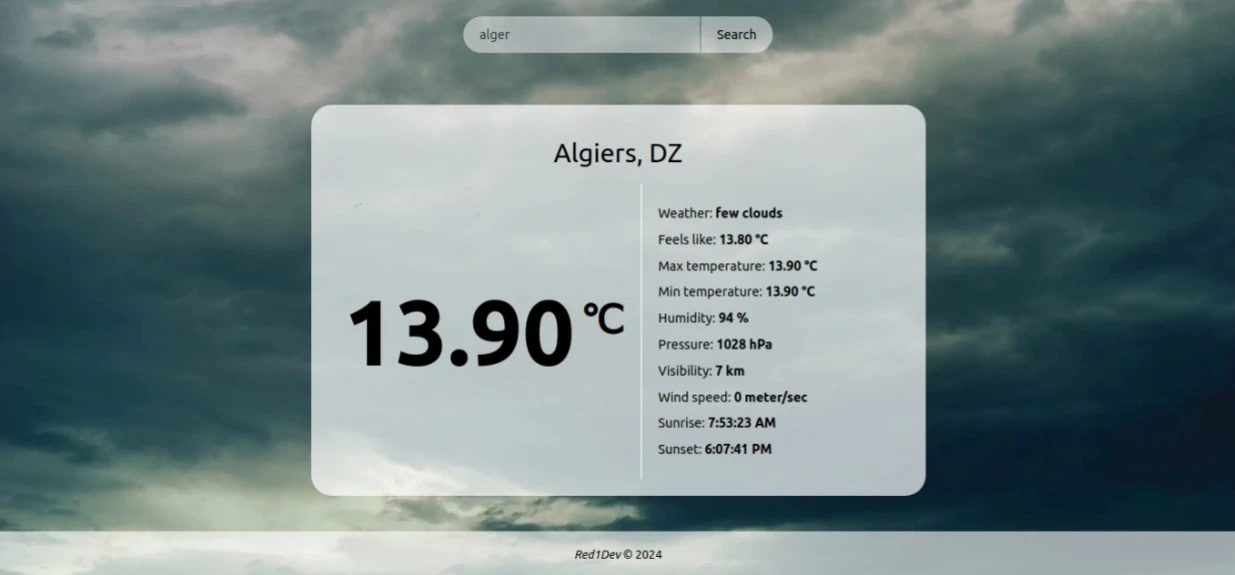 alger
Search
Algiers, DZ
13.90 °C
Weather: few clouds
Feels like: 13.80 °C
Max temperature: 13.90 °C
Min temperature: 13.90 °C
Humidity: 94 %
Pressure: 1028 hPa
Visibility: 7 km
Wind speed: 0 meter/sec
Sunrise: 7:53:23 AM
Sunset: 6:07:41 PM
Red1Dev © 2024